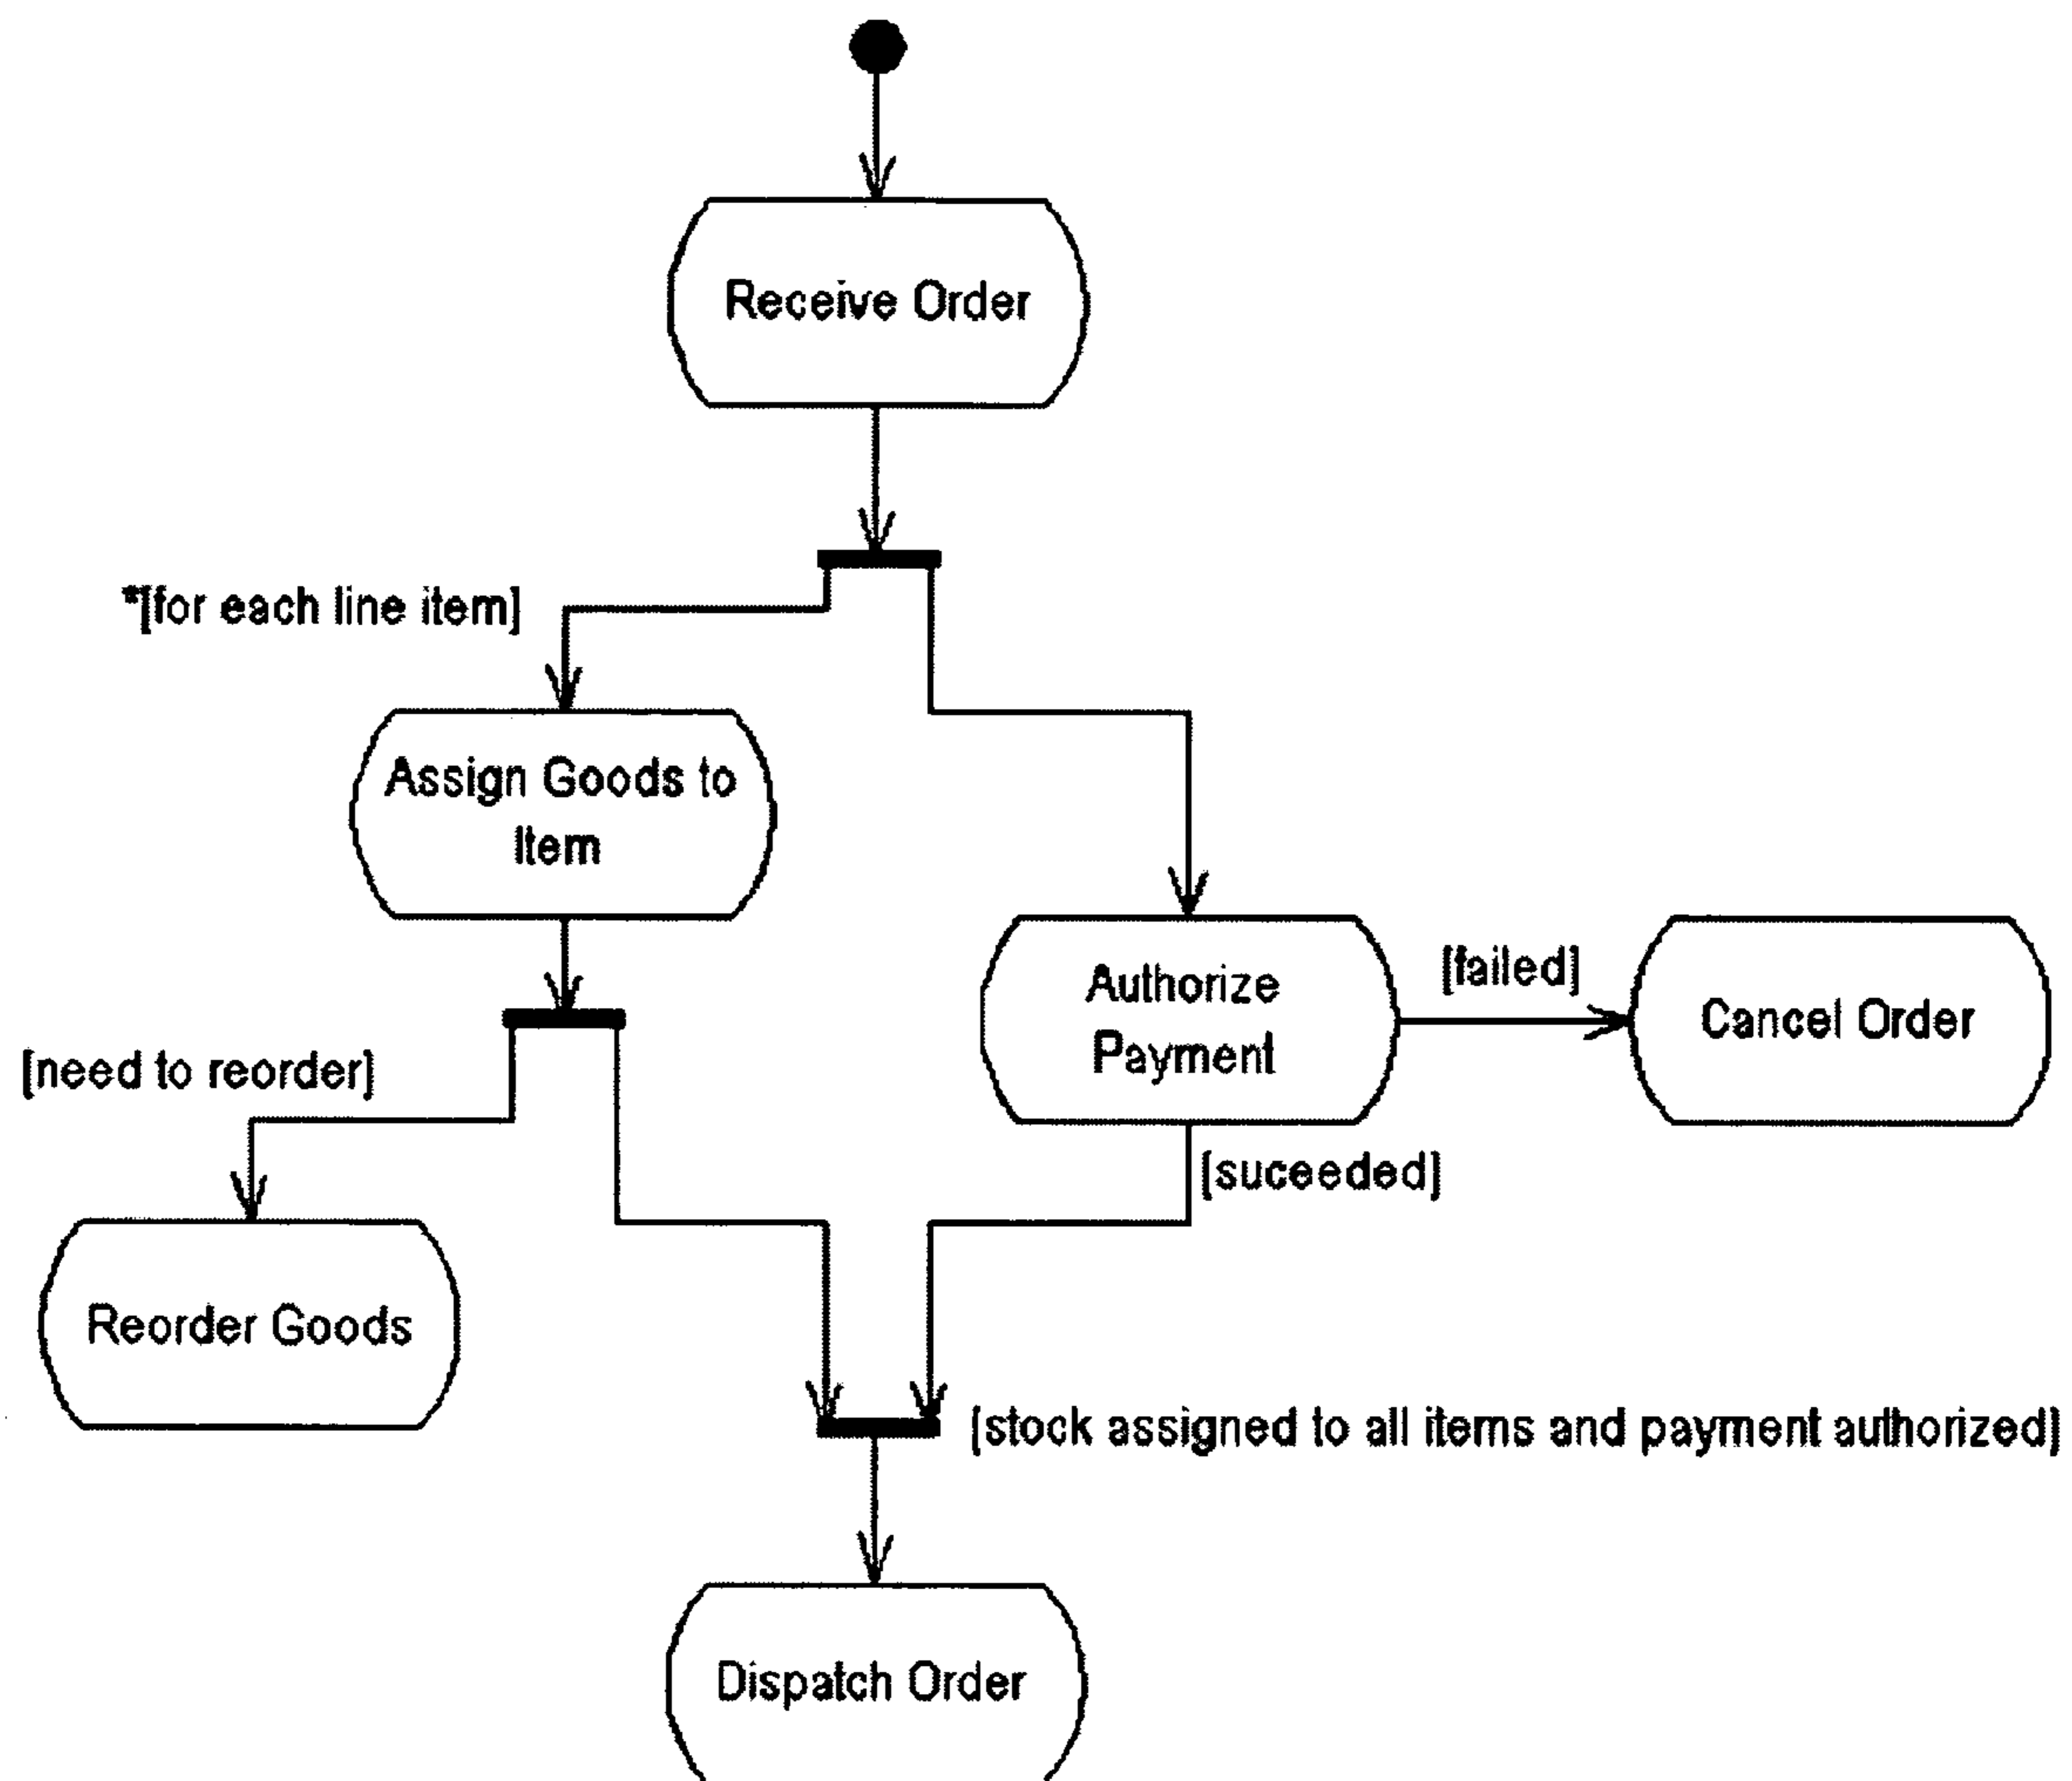 Receive Order
*[for each line item]
Assign Goods to
Item
Authorize
Payment
[failed]
Cancel Order
[need to reorder]
[suceeded]
Reorder Goods
[stock assigned to all items and payment authorized]
Dispatch Order